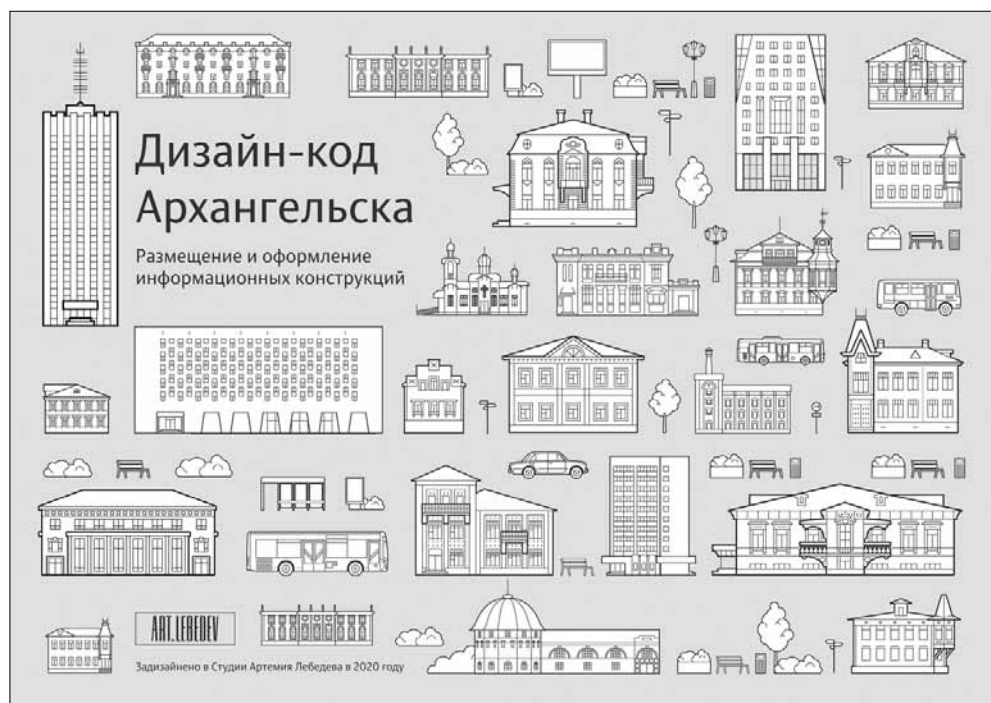 Дизайн-код
Архангельска
Размещение и оформление
информационных конструкций
ART.LEBEDEV
Задизайнено в Студии Артемия Лебедева в 2020 году